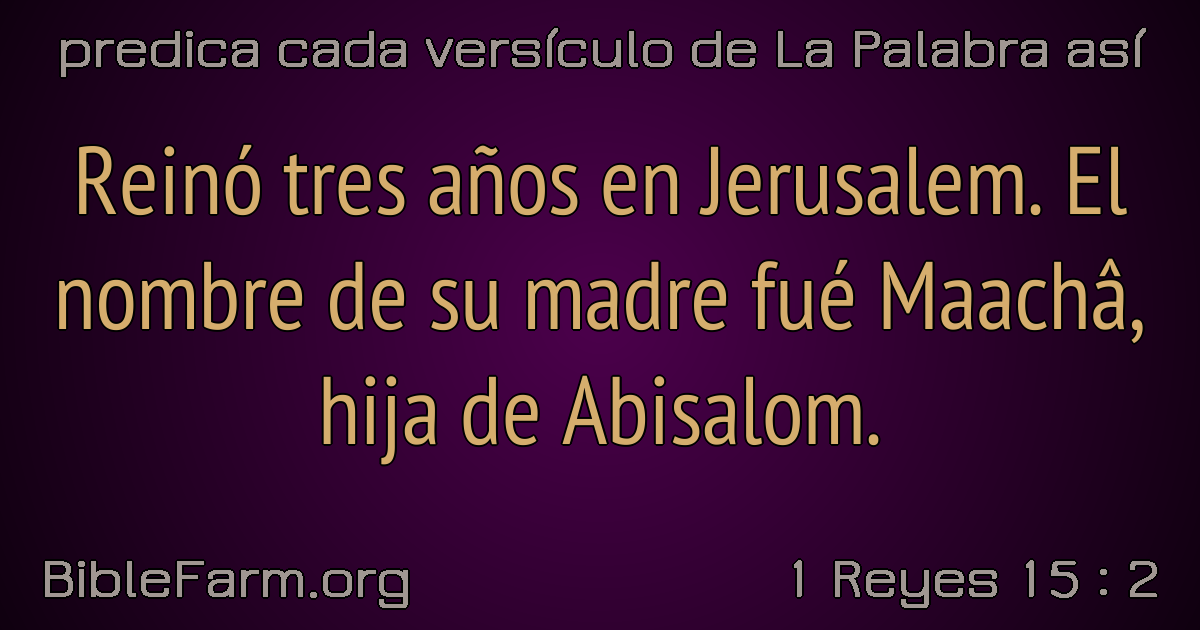 predica cada versículo de La Palabra así
Reinó tres años en Jerusalem. El
nombre de su madre fué Maachâ,
hija de Abisalom.
BibleFarm.org
1 Reyes 15 : 2